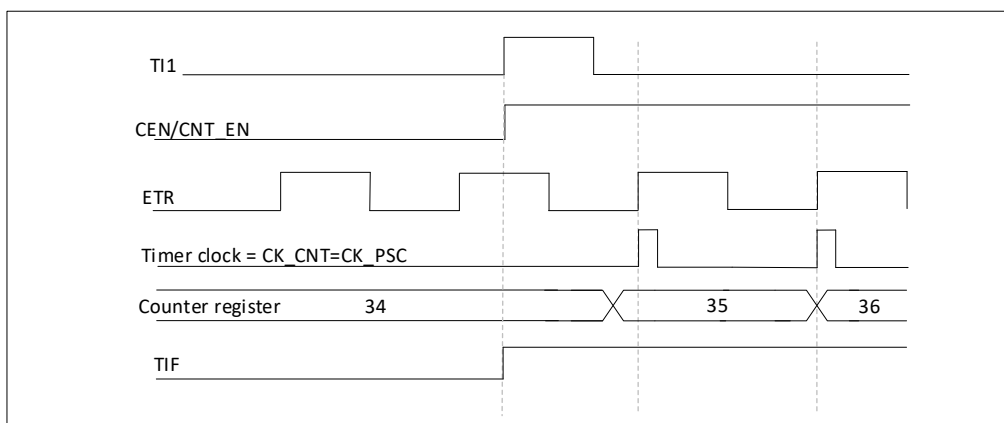 TI1
CEN/CNT_EN
ETR
Timer clock = CK_CNT=CK_PSC
Counter register 34 35 36
TIF